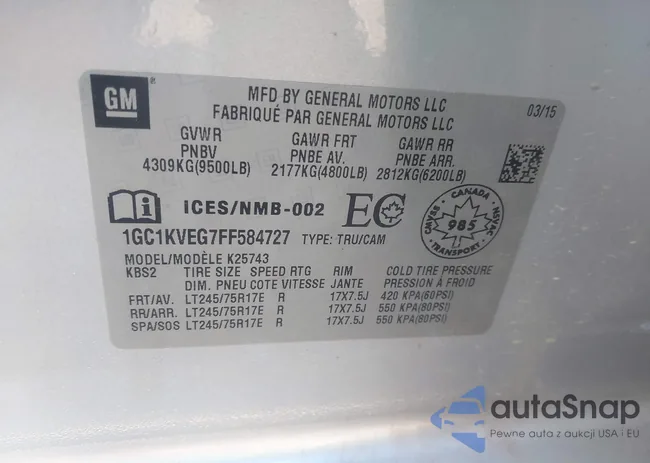 GM
MFD BY GENERAL MOTORS LLC
FABRIQUÉ PAR GENERAL MOTORS LLC
03/15
GVWR GAWR FRT GAWR RR
PNBV PNBE AV. PNBE ARR.
4309KG(9500LB) 2177KG(4800LB) 2812KG(6200LB)
i ICES/NMB-002 EC
CANADA
CMVSS NSVAC
985
TRANSPORT
1GC1KVEG7FF584727 TYPE: TRU/CAM
MODEL/MODÈLE K25743
KBS2 TIRE SIZE SPEED RTG RIM COLD TIRE PRESSURE
DIM. PNEU COTE VITESSE JANTE PRESSION À FROID
FRT/AV. LT245/75R17E R 17X7.5J 420 KPA(60PSI)
RR/ARR. LT245/75R17E R 17X7.5J 550 KPA(80PSI)
SPA/SOS LT245/75R17E R 17X7.5J 550 KPA(80PSI)
autaSnap
Pewne auta z aukcji USA i EU